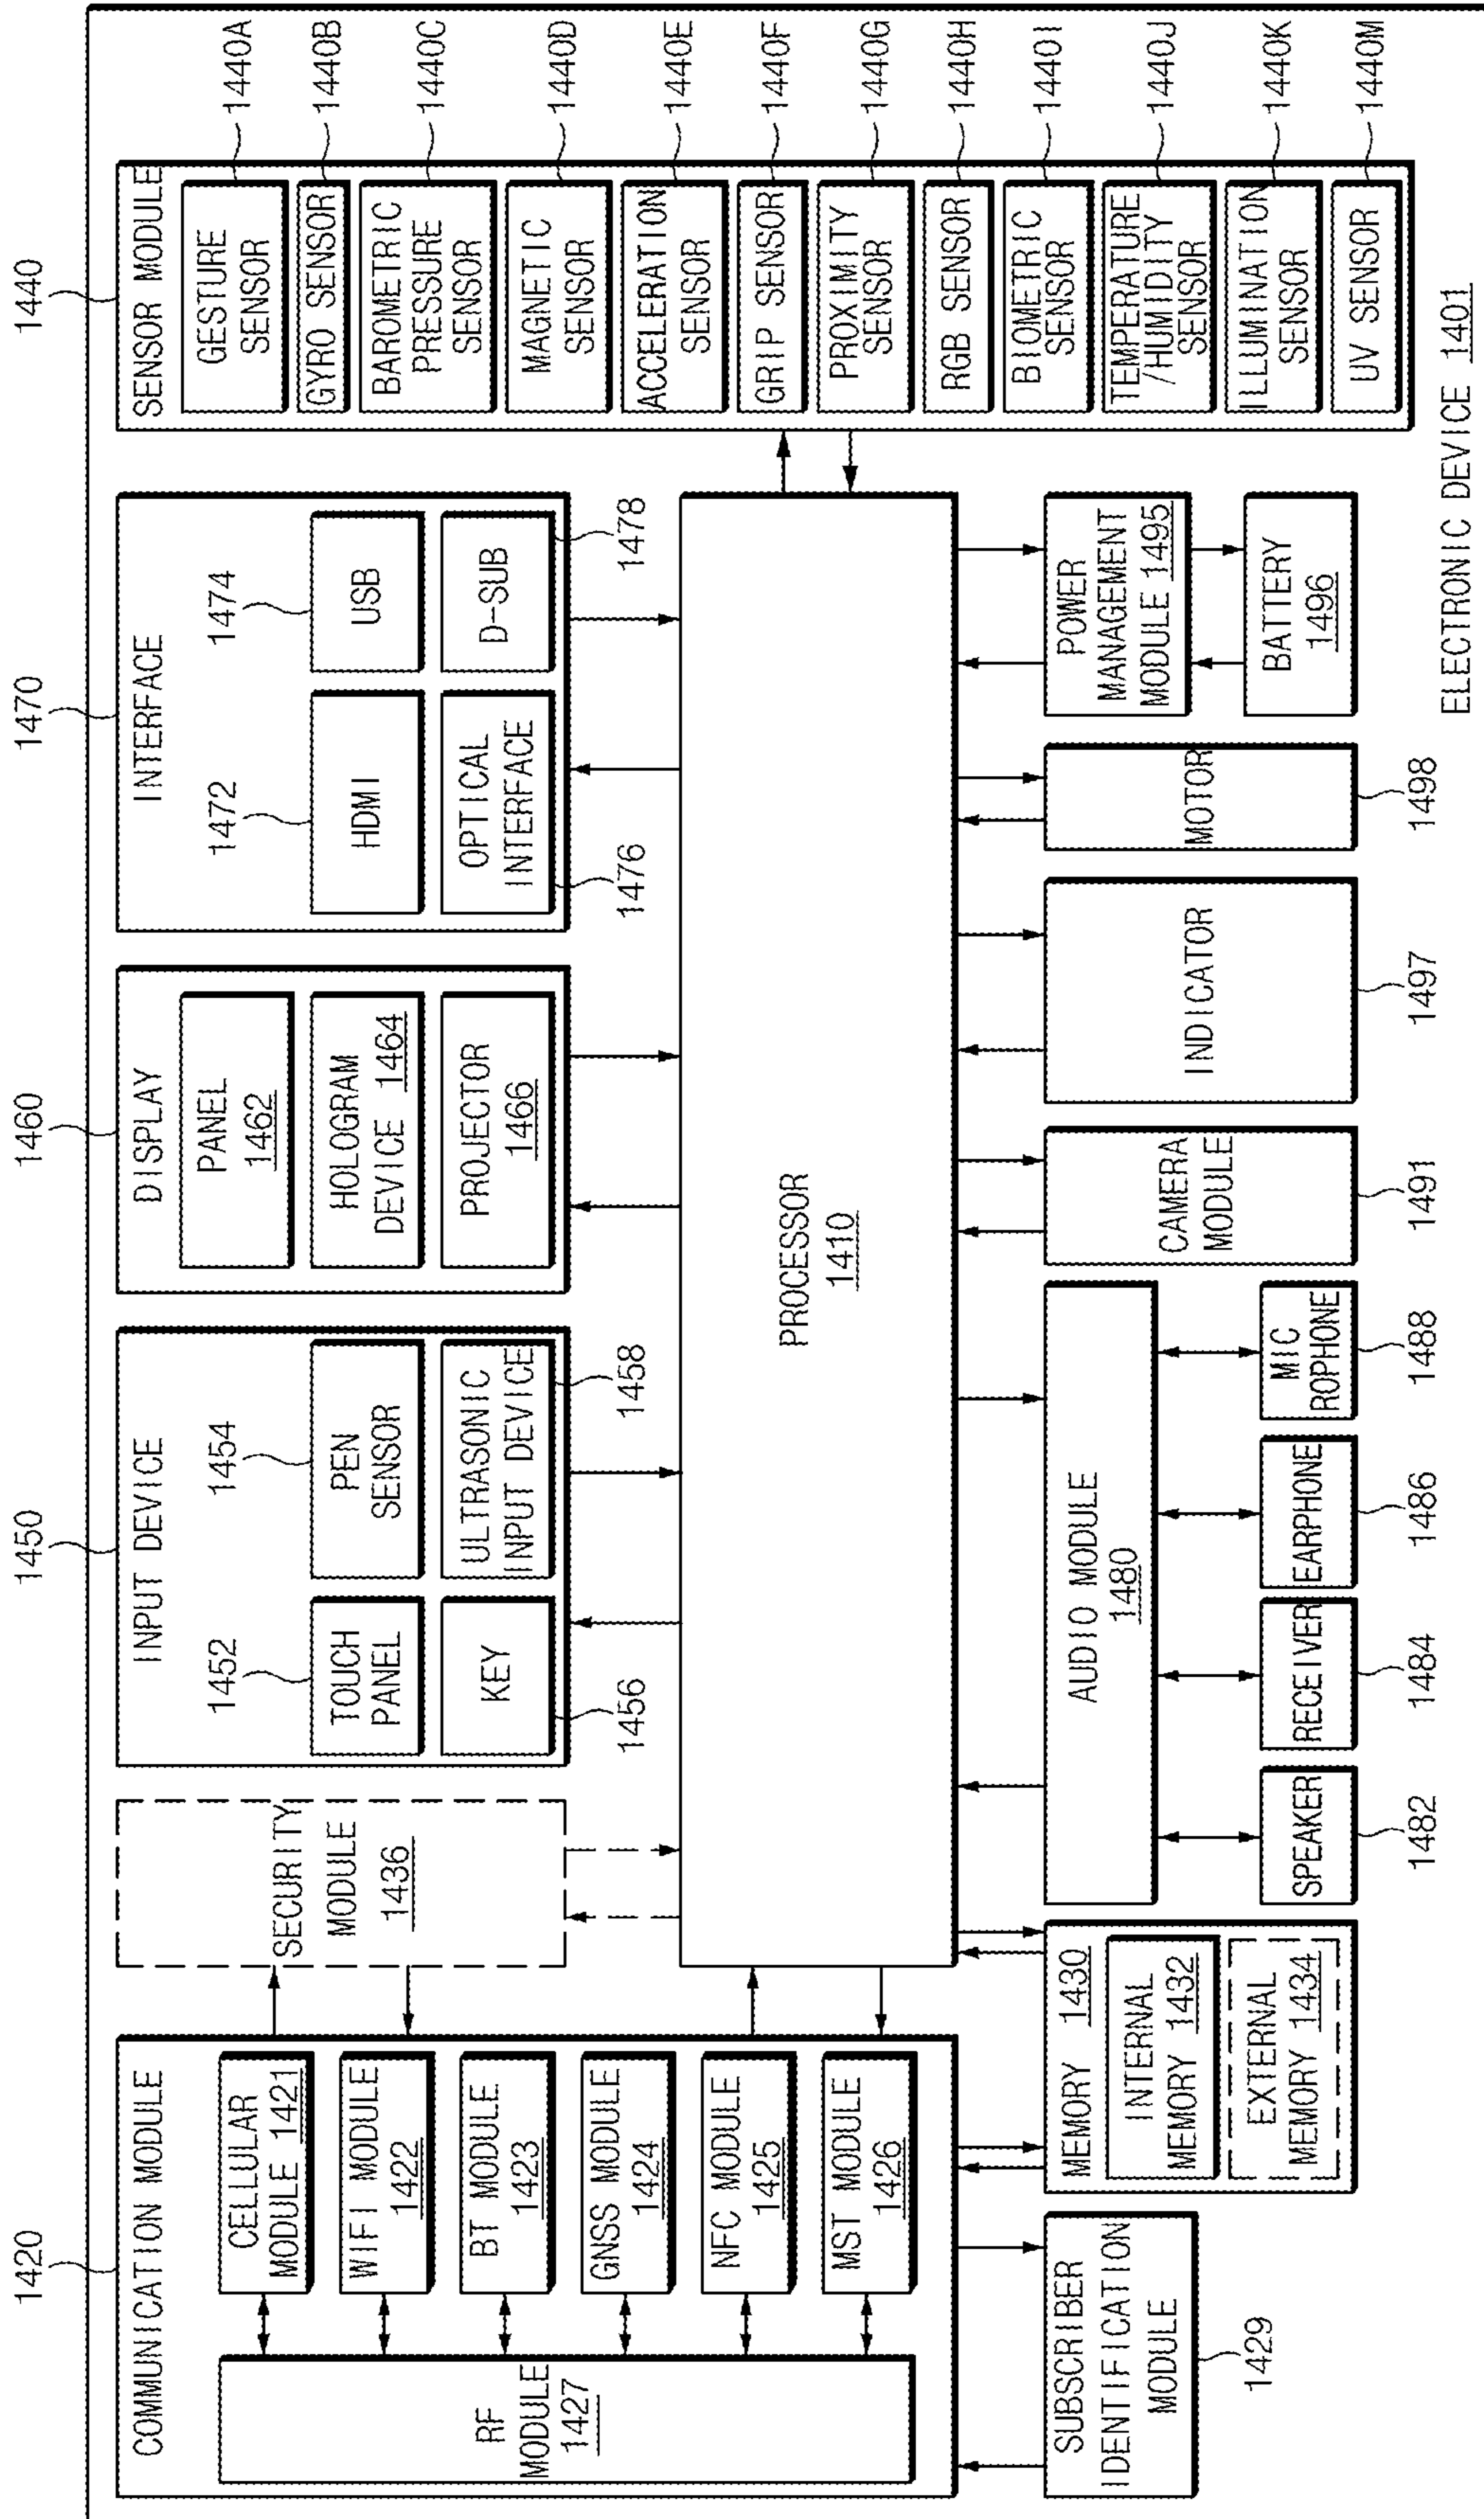 1420
COMMUNICATION MODULE
RF
MODULE
1427
CELLULAR
MODULE 1421
WIFI MODULE
1422
BT MODULE
1423
GNSS MODULE
1424
NFC MODULE
1425
MST MODULE
1426
SECURITY
MODULE
1436
1450
INPUT DEVICE
1452
TOUCH
PANEL
1454
PEN
SENSOR
KEY
1456
ULTRASONIC
INPUT DEVICE
1458
1460
DISPLAY
PANEL
1462
HOLOGRAM
DEVICE 1464
PROJECTOR
1466
1470
INTERFACE
1472
HDMI
1474
USB
OPTICAL
INTERFACE
1476
D-SUB
1478
1440
SENSOR MODULE
GESTURE
SENSOR
1440A
GYRO SENSOR
1440B
BAROMETRIC
PRESSURE
SENSOR
1440C
MAGNETIC
SENSOR
1440D
ACCELERATION
SENSOR
1440E
GRIP SENSOR
1440F
PROXIMITY
SENSOR
1440G
RGB SENSOR
1440H
BIOMETRIC
SENSOR
1440I
TEMPERATURE
/HUMIDITY
SENSOR
1440J
ILLUMINATION
SENSOR
1440K
UV SENSOR
1440M
PROCESSOR
1410
SUBSCRIBER
IDENTIFICATION
MODULE
1429
MEMORY 1430
INTERNAL
MEMORY 1432
EXTERNAL
MEMORY 1434
AUDIO MODULE
1480
SPEAKER
1482
RECEIVER
1484
EARPHONE
1486
MIC
ROPHONE
1488
CAMERA
MODULE
1491
INDICATOR
1497
MOTOR
1498
POWER
MANAGEMENT
MODULE 1495
BATTERY
1496
ELECTRONIC DEVICE 1401